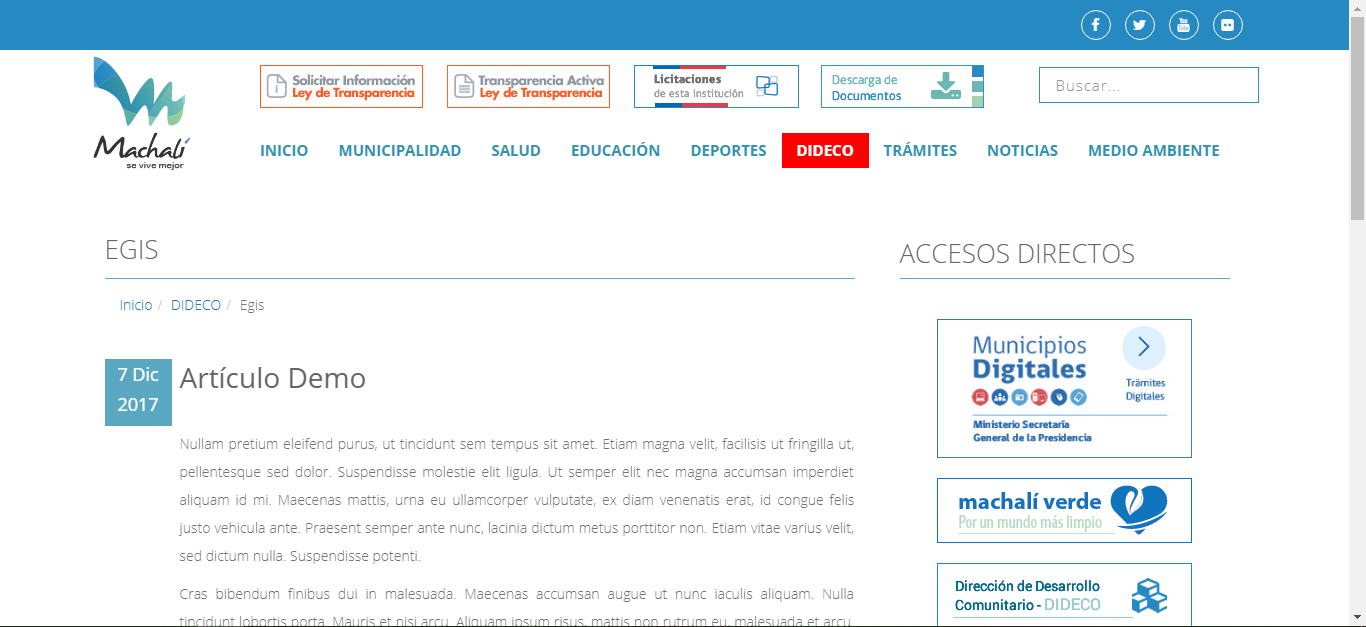 Machalí
se vive mejor
Solicitar Información
Ley de Transparencia
Transparencia Activa
Ley de Transparencia
Licitaciones
de esta institución
Descarga de
Documentos
Buscar...
INICIO MUNICIPALIDAD SALUD EDUCACIÓN DEPORTES DIDECO TRÁMITES NOTICIAS MEDIO AMBIENTE
EGIS
Inicio / DIDECO / Egis
7 Dic
2017
Artículo Demo
Nullam pretium eleifend purus, ut tincidunt sem tempus sit amet. Etiam magna velit, facilisis ut fringilla ut,
pellentesque sed dolor. Suspendisse molestie elit ligula. Ut semper elit nec magna accumsan imperdiet
aliquam id mi. Maecenas mattis, urna eu ullamcorper vulputate, ex diam venenatis erat, id congue felis
justo vehicula ante. Praesent semper ante nunc, lacinia dictum metus porttitor non. Etiam vitae varius velit,
sed dictum nulla. Suspendisse potenti.
Cras bibendum finibus dui in malesuada. Maecenas accumsan augue ut nunc iaculis aliquam. Nulla
tincidunt lobortis porta. Mauris et nisi arcu. Aliquam ipsum risus, mattis non rutrum eu, malesuada et arcu.
ACCESOS DIRECTOS
Municipios
Digitales
Trámites
Digitales
Ministerio Secretaría
General de la Presidencia
machalí verde
Por un mundo más limpio
Dirección de Desarrollo
Comunitario - DIDECO